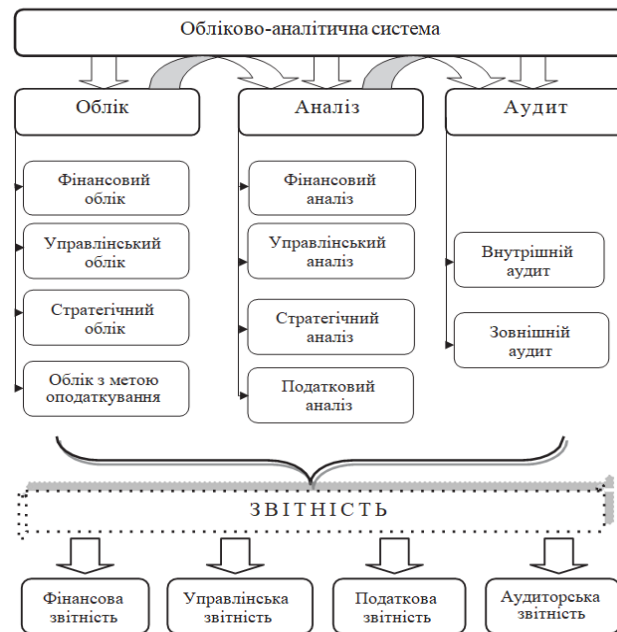 Обліково-аналітична система
Облік
Аналіз
Аудит
Фінансовий
облік
Управлінський
облік
Стратегічний
облік
Облік з метою
оподаткування
Фінансовий
аналіз
Управлінський
аналіз
Стратегічний
аналіз
Податковий
аналіз
Внутрішній
аудит
Зовнішній
аудит
ЗВІТНІСТЬ
Фінансова
звітність
Управлінська
звітність
Податкова
звітність
Аудиторська
звітність